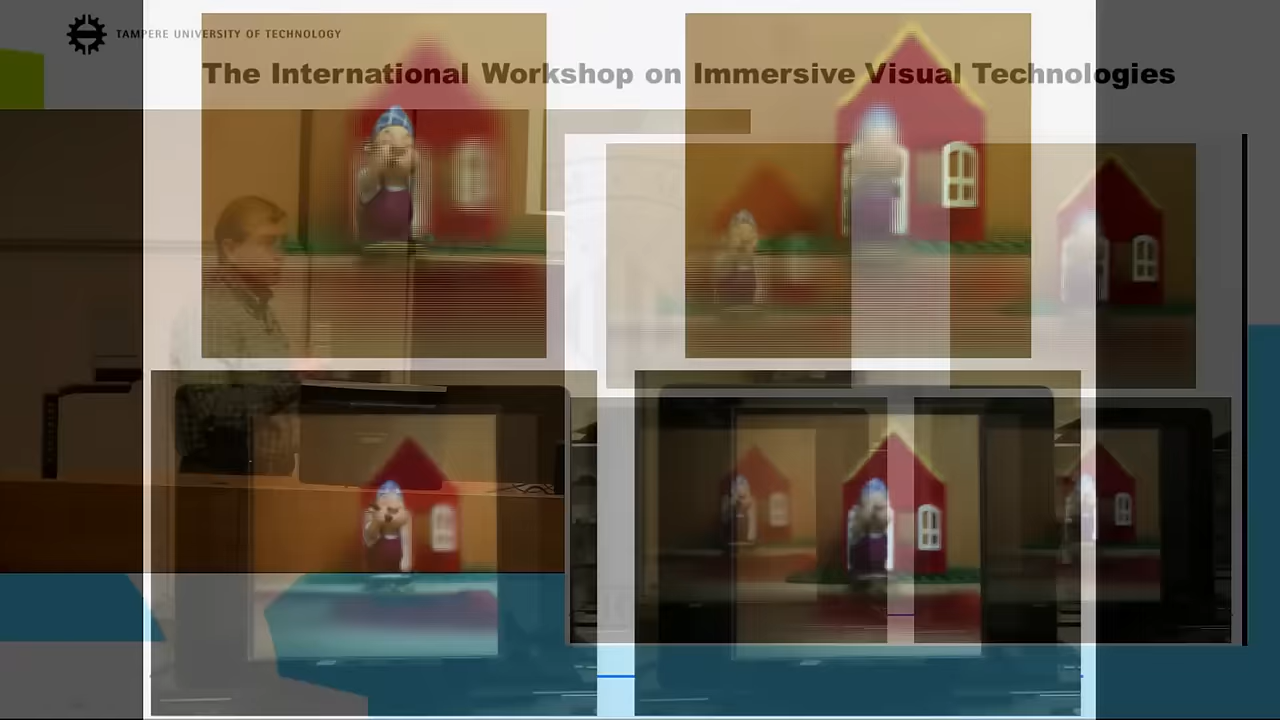 TAMPERE UNIVERSITY OF TECHNOLOGY
The International Workshop on Immersive Visual Technologies